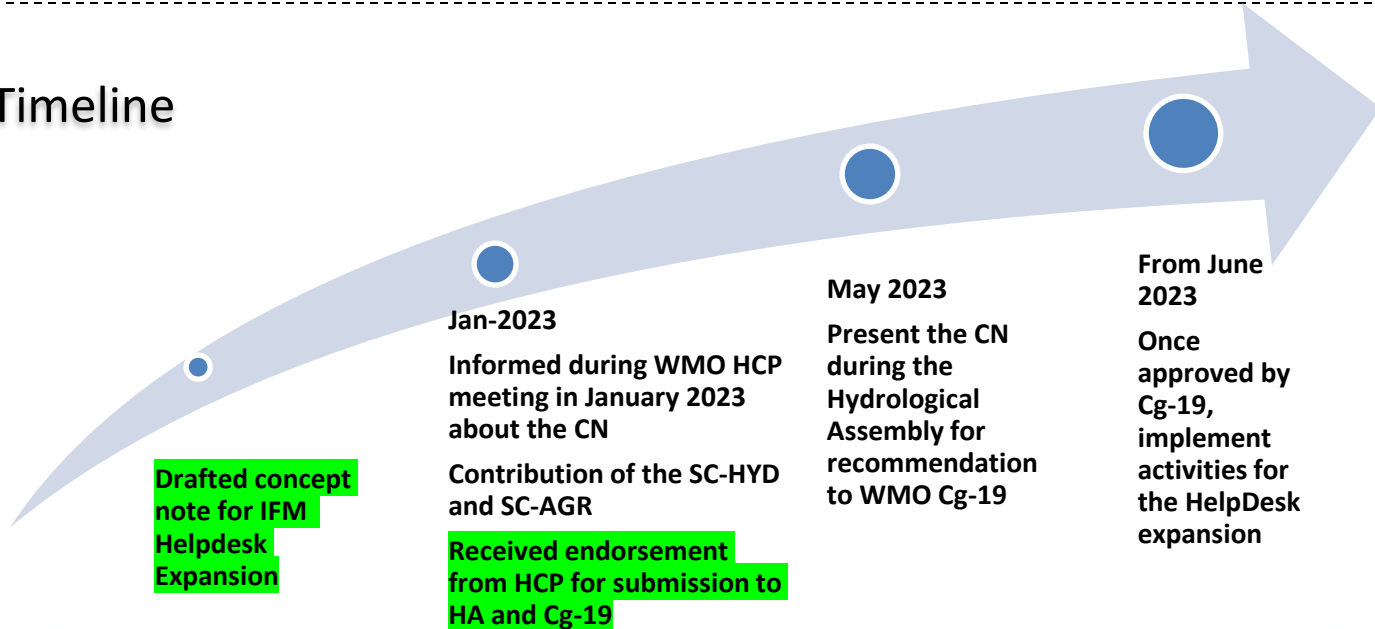 Timeline
Drafted concept
note for IFM
Helpdesk
Expansion
Jan-2023
Informed during WMO HCP
meeting in January 2023
about the CN
Contribution of the SC-HYD
and SC-AGR
Received endorsement
from HCP for submission to
HA and Cg-19
May 2023
Present the CN
during the
Hydrological
Assembly for
recommendation
to WMO Cg-19
From June
2023
Once
approved by
Cg-19,
implement
activities for
the HelpDesk
expansion